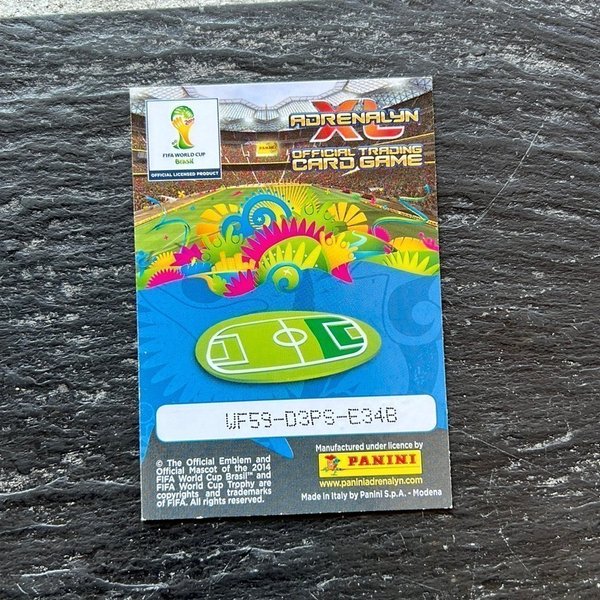 ADRENALYN
XL
OFFICIAL TRADING
CARD GAME
PANINI
FIFA WORLD CUP
Brasil
OFFICIAL LICENSED PRODUCT
WF59-D3PS-E34B
Manufactured under licence by
PANINI
www.paniniadrenalyn.com
Made in Italy by Panini S.p.A. - Modena
© The Official Emblem and
Official Mascot of the 2014
FIFA World Cup Brasil™ and
FIFA World Cup Trophy are
copyrights and trademarks
of FIFA. All rights reserved.